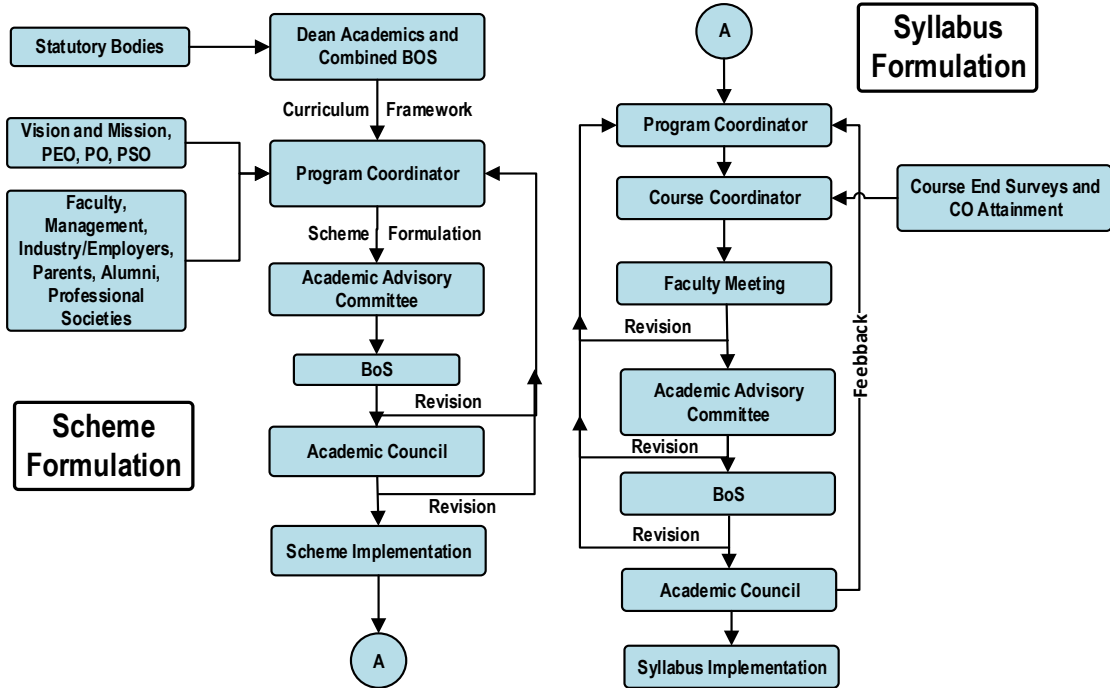 Statutory Bodies
Dean Academics and
Combined BOS
Curriculum Framework
Vision and Mission,
PEO, PO, PSO
Program Coordinator
Faculty,
Management,
Industry/Employers,
Parents, Alumni,
Professional
Societies
Scheme Formulation
Academic Advisory
Committee
BoS
Revision
Scheme
Formulation
Academic Council
Revision
Scheme Implementation
A
A
Syllabus
Formulation
Program Coordinator
Course Coordinator
Course End Surveys and
CO Attainment
Faculty Meeting
Revision
Feebback
Academic Advisory
Committee
Revision
BoS
Revision
Academic Council
Syllabus Implementation